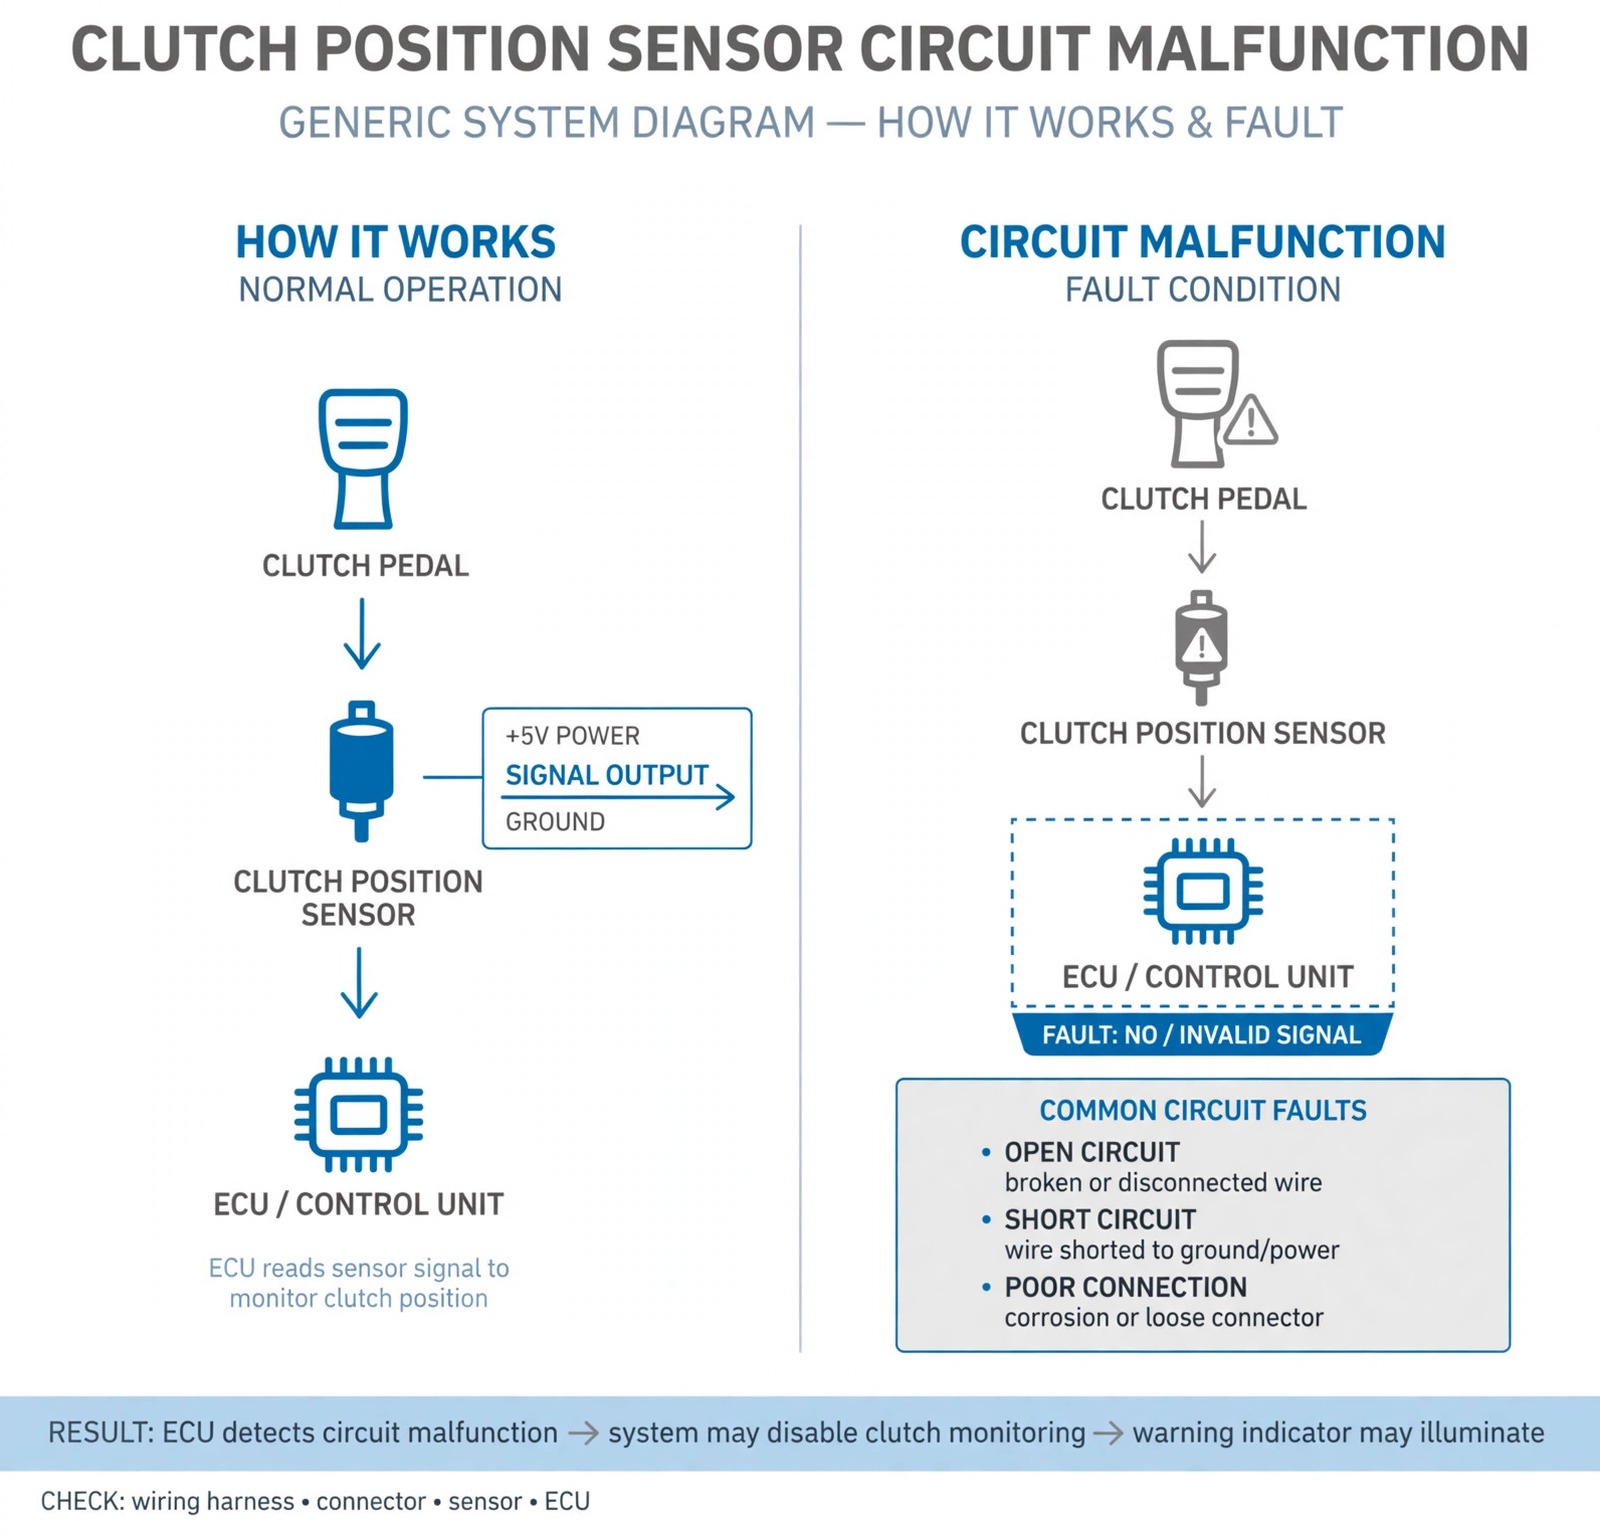 CLUTCH POSITION SENSOR CIRCUIT MALFUNCTION
GENERIC SYSTEM DIAGRAM — HOW IT WORKS & FAULT
HOW IT WORKS
NORMAL OPERATION
CLUTCH PEDAL
+5V POWER
SIGNAL OUTPUT
GROUND
CLUTCH POSITION
SENSOR
ECU / CONTROL UNIT
ECU reads sensor signal to
monitor clutch position
CIRCUIT MALFUNCTION
FAULT CONDITION
CLUTCH PEDAL
CLUTCH POSITION SENSOR
ECU / CONTROL UNIT
FAULT: NO / INVALID SIGNAL
COMMON CIRCUIT FAULTS
• OPEN CIRCUIT
broken or disconnected wire
• SHORT CIRCUIT
wire shorted to ground/power
• POOR CONNECTION
corrosion or loose connector
RESULT: ECU detects circuit malfunction → system may disable clutch monitoring → warning indicator may illuminate
CHECK: wiring harness • connector • sensor • ECU